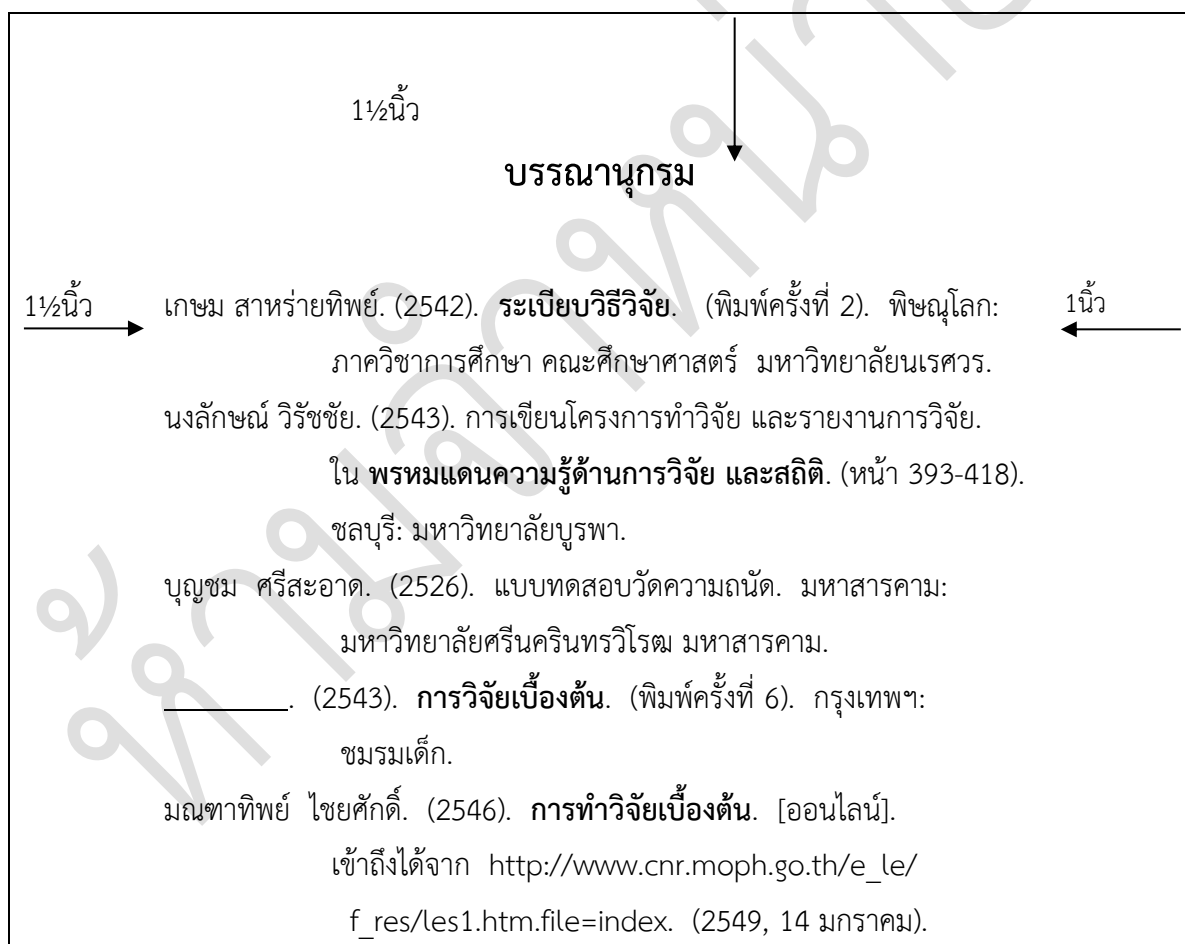 1½นิ้ว
บรรณานุกรม
1½นิ้ว เกษม สาหร่ายทิพย์. (2542). ระเบียบวิธีวิจัย. (พิมพ์ครั้งที่ 2). พิษณุโลก: 1นิ้ว
ภาควิชาการศึกษา คณะศึกษาศาสตร์ มหาวิทยาลัยนเรศวร.
นงลักษณ์ วิรัชชัย. (2543). การเขียนโครงการทำวิจัย และรายงานการวิจัย.
ใน พรหมแดนความรู้ด้านการวิจัย และสถิติ. (หน้า 393-418).
ชลบุรี: มหาวิทยาลัยบูรพา.
บุญชม ศรีสะอาด. (2526). แบบทดสอบวัดความถนัด. มหาสารคาม:
มหาวิทยาลัยศรีนครินทรวิโรฒ มหาสารคาม.
_________. (2543). การวิจัยเบื้องต้น. (พิมพ์ครั้งที่ 6). กรุงเทพฯ:
ชมรมเด็ก.
มณฑาทิพย์ ไชยศักดิ์. (2546). การทำวิจัยเบื้องต้น. [ออนไลน์].
เข้าถึงได้จาก http://www.cnr.moph.go.th/e_le/
f_res/les1.htm.file=index. (2549, 14 มกราคม).
ห้ามจำหน่าย